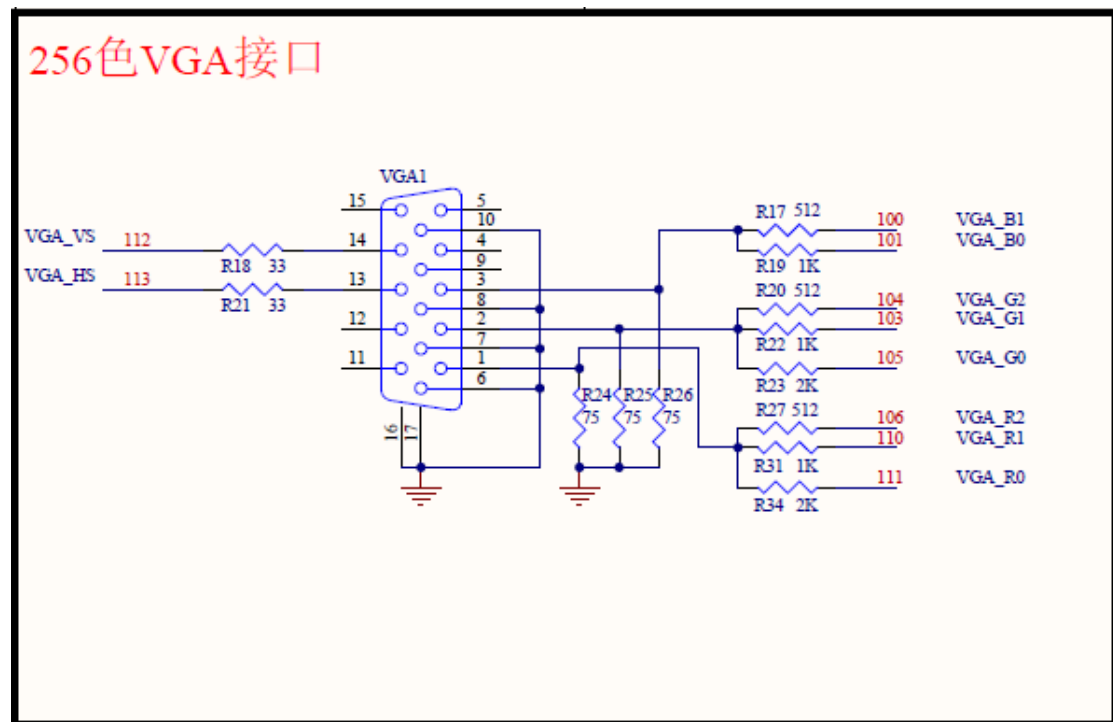 256色VGA接口
VGA1
15
5
10
VGA_VS 112
R18 33
14
4
9
VGA_HS 113
R21 33
13
3
8
12
2
7
11
1
6
16
17
R24
75
R25
75
R26
75
R17 512
100 VGA_B1
101 VGA_B0
R19 1K
R20 512
104 VGA_G2
103 VGA_G1
R22 1K
105 VGA_G0
R23 2K
R27 512
106 VGA_R2
110 VGA_R1
R31 1K
111 VGA_R0
R34 2K